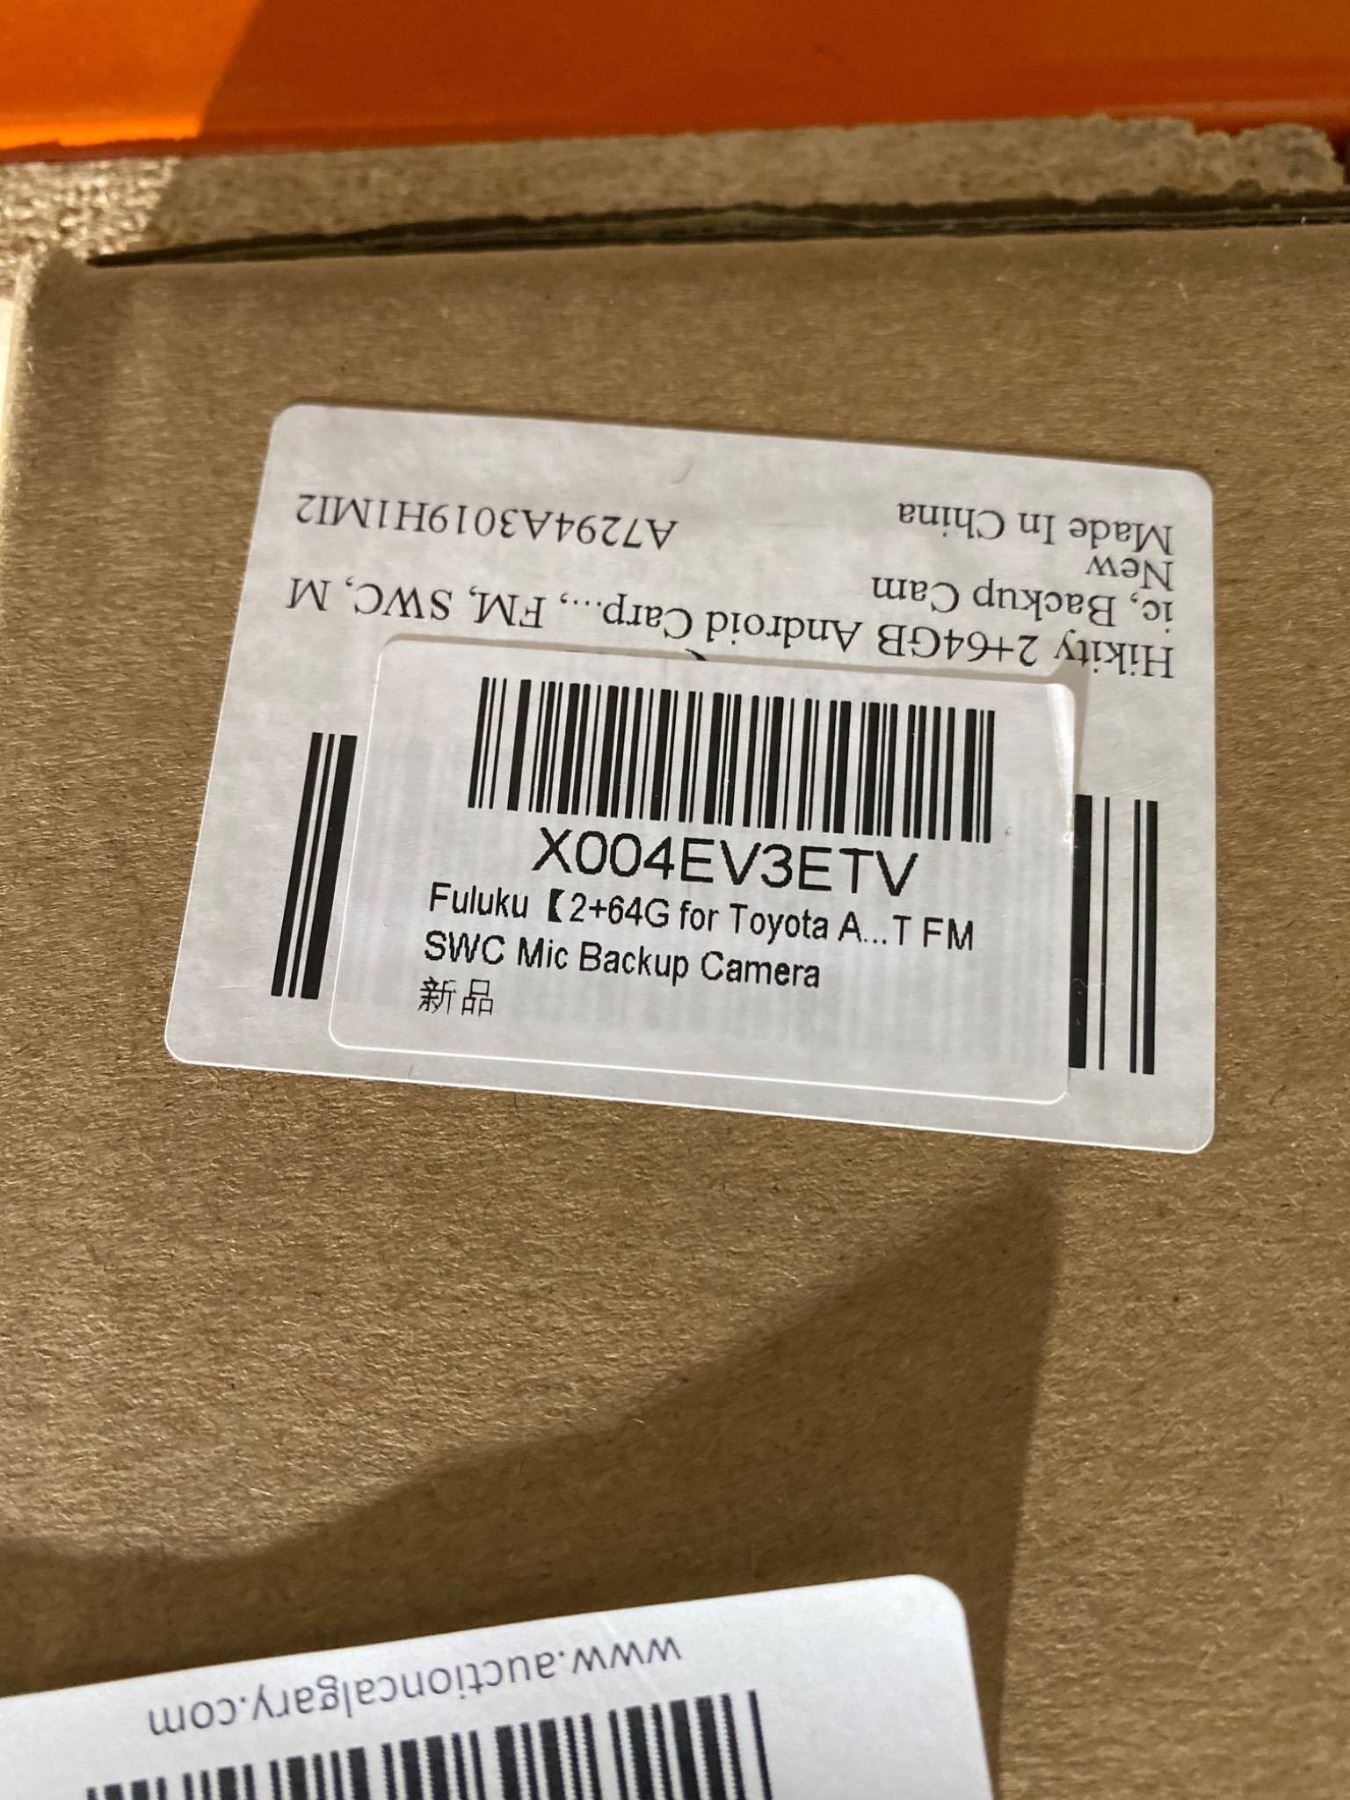 Hikity 2+64GB Android Carp..., FM, SWC, M
ic, Backup Cam
New
Made In China
A7294A3019H1MI2
X004EV3ETV
Fuluku【2+64G for Toyota A...T FM
SWC Mic Backup Camera
新品
www.auctioncalgary.com